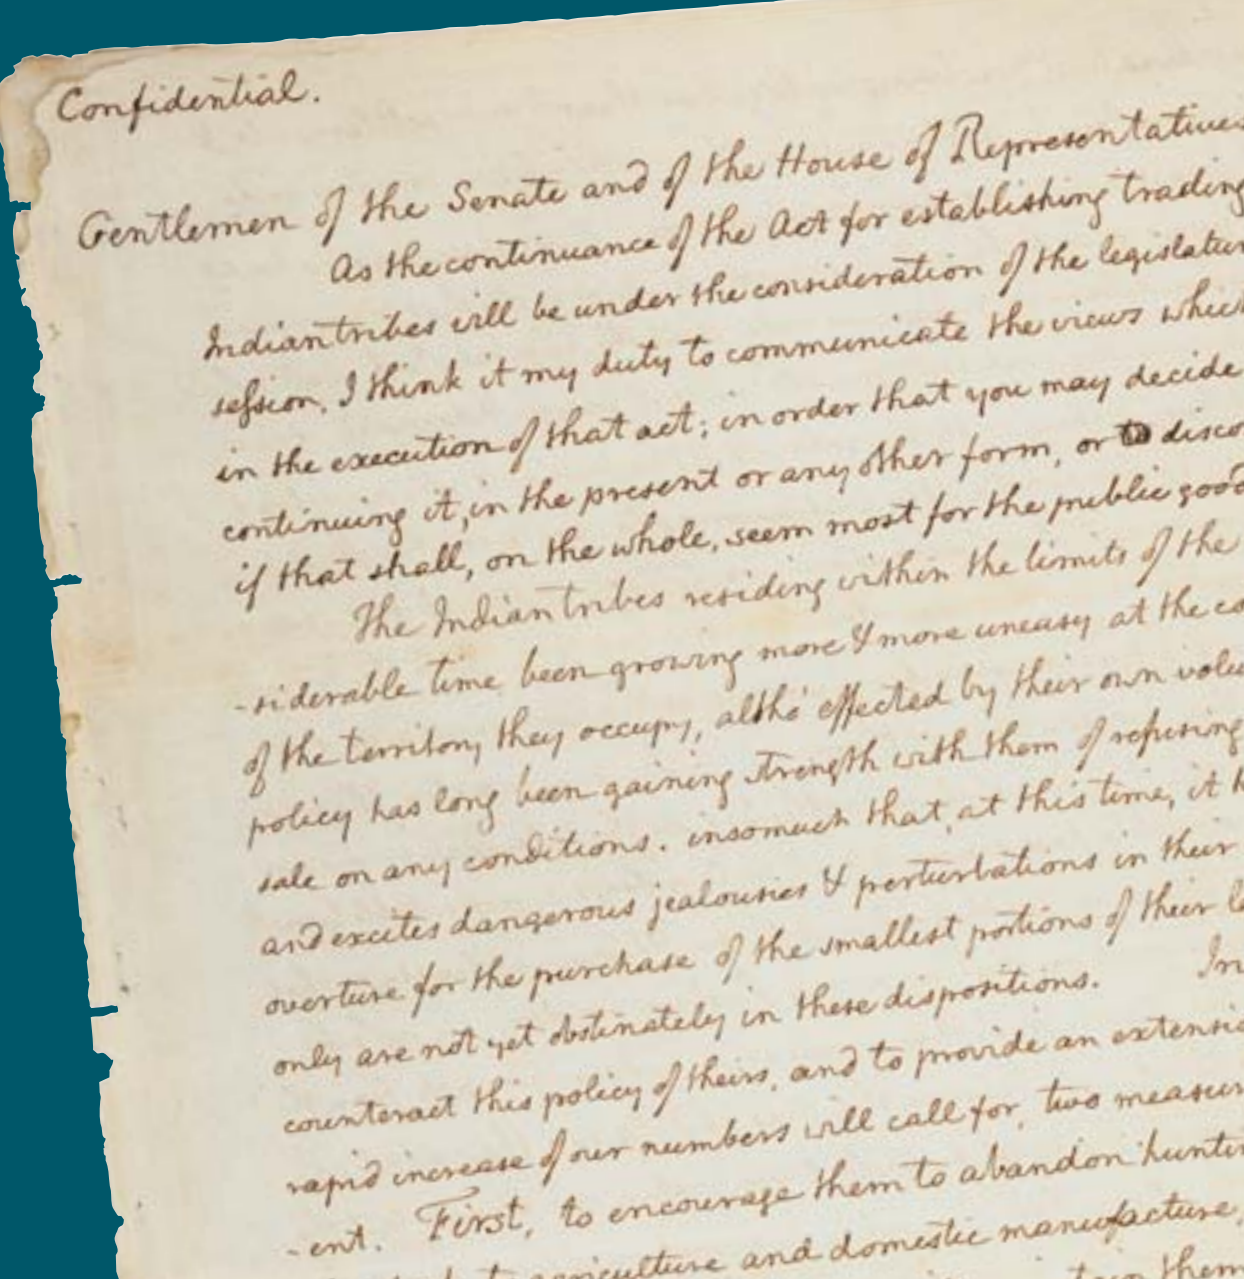 Confidential.
Gentlemen of the Senate and of the House of Representatives
As the continuance of the Act for establishing trading
Indian tribes will be under the consideration of the legislatur
session, I think it my duty to communicate the views which
in the execution of that act; in order that you may decide
continuing it, in the present or any other form, or to disco
if that shall, on the whole, seem most for the public good
The Indian tribes residing within the limits of the
-siderable time been growing more & more uneasy at the co
of the territory they occupy, altho' effected by their own volu
policy has long been gaining strength with them of refusing
sale on any conditions. insomuch that, at this time, it h
and excites dangerous jealousies & perturbations in their
overture for the purchase of the smallest portions of their l
only are not yet obstinately in these dispositions. In
counteract this policy of theirs, and to provide an extensi
rapid increase of our numbers will call for, two measur
-ent. First, to encourage them to abandon hunti
agriculture and domestic manufacture,
them